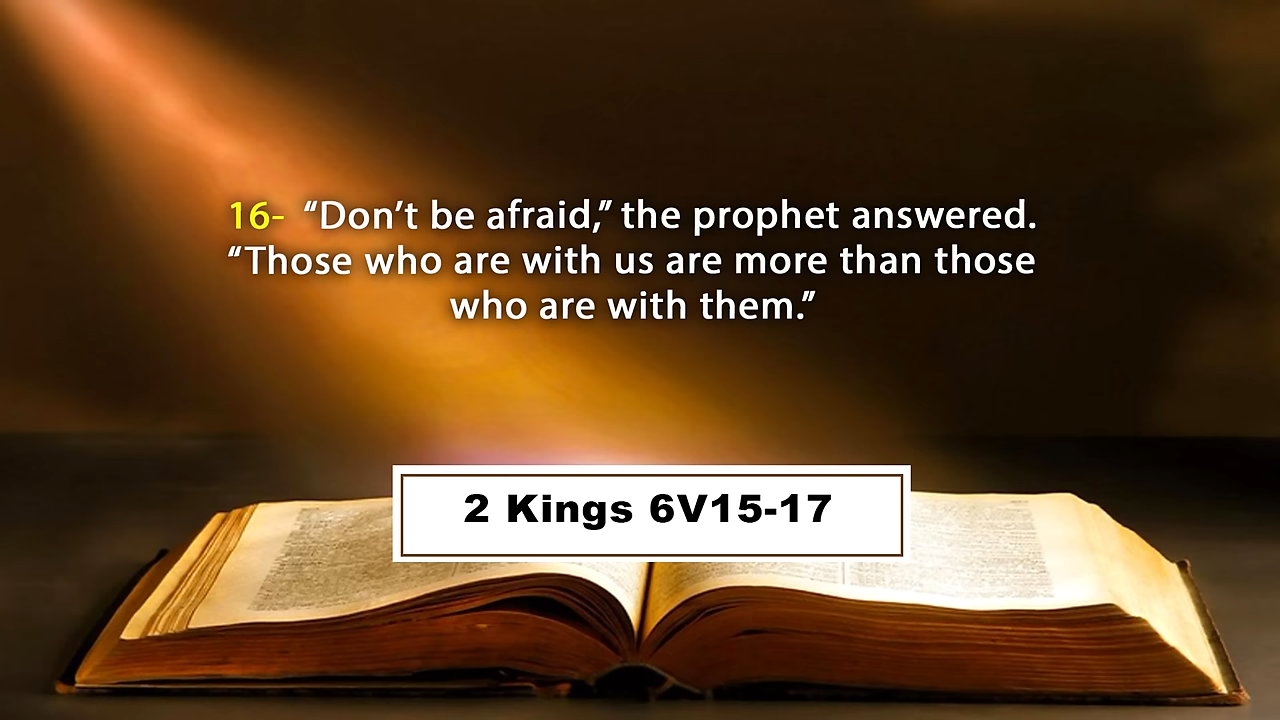 16- “Don’t be afraid,” the prophet answered.
“Those who are with us are more than those
who are with them.”
2 Kings 6V15-17